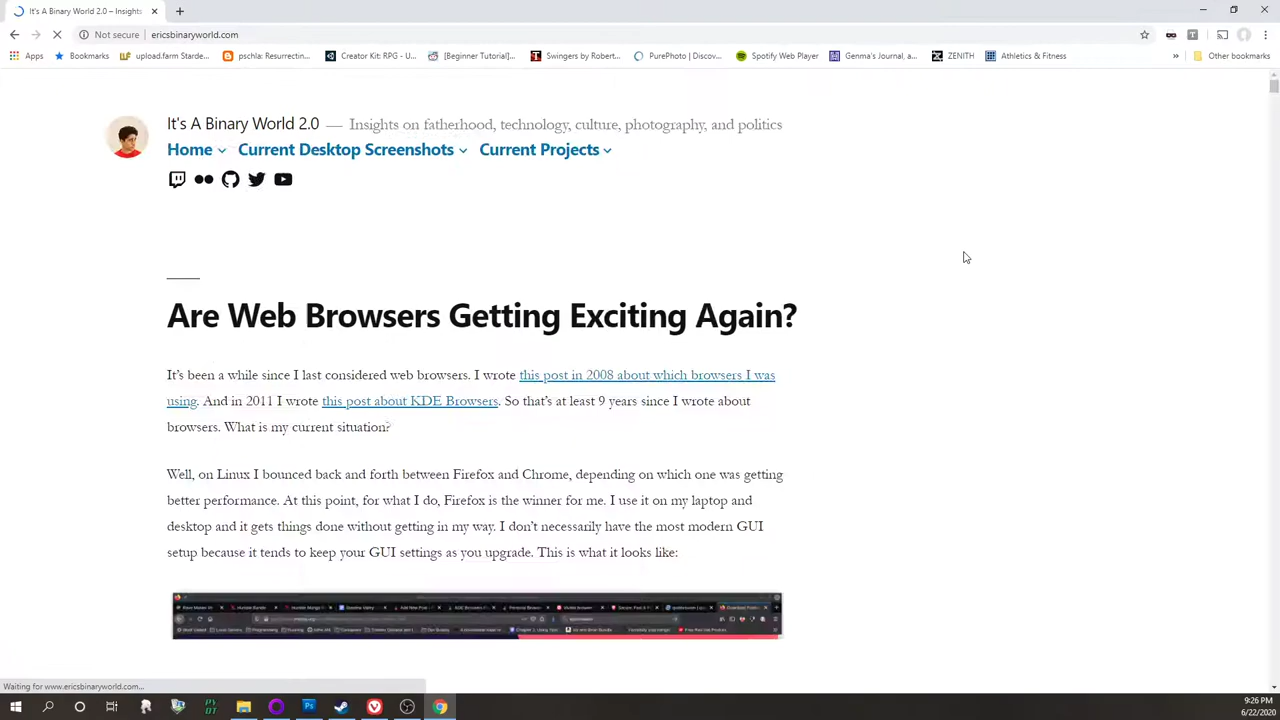 It's A Binary World 2.0 – Insights
Not secure | ericsbinaryworld.com
Apps Bookmarks upload.farm Starde... pschla: Resurrectin... Creator Kit: RPG - U... [Beginner Tutorial]... Swingers by Robert... PurePhoto | Discov... Spotify Web Player Genma's Journal, a... ZENITH Athletics & Fitness » Other bookmarks
It's A Binary World 2.0 — Insights on fatherhood, technology, culture, photography, and politics
Home Current Desktop Screenshots Current Projects
Are Web Browsers Getting Exciting Again?
It's been a while since I last considered web browsers. I wrote this post in 2008 about which browsers I was
using. And in 2011 I wrote this post about KDE Browsers. So that's at least 9 years since I wrote about
browsers. What is my current situation?
Well, on Linux I bounced back and forth between Firefox and Chrome, depending on which one was getting
better performance. At this point, for what I do, Firefox is the winner for me. I use it on my laptop and
desktop and it gets things done without getting in my way. I don't necessarily have the most modern GUI
setup because it tends to keep your GUI settings as you upgrade. This is what it looks like:
Waiting for www.ericsbinaryworld.com...
9:26 PM
6/22/2020